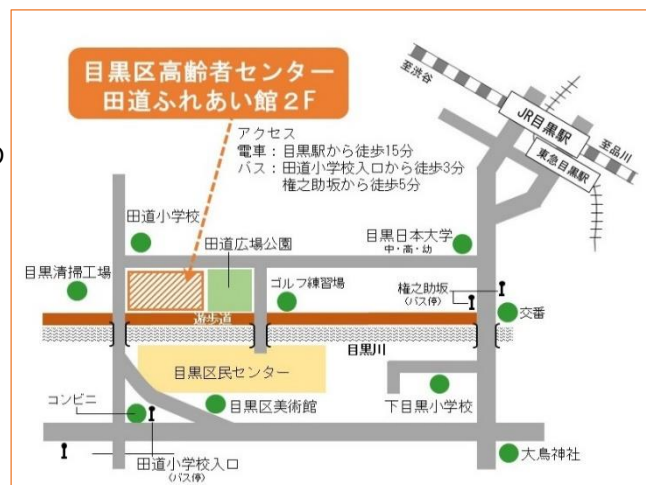 目黒区高齢者センター
田道ふれあい館２F
アクセス
電車：目黒駅から徒歩15分
バス：田道小学校入口から徒歩3分
権之助坂から徒歩5分
至渋谷
JR目黒駅
至品川
東急目黒駅
田道小学校
田道広場公園
目黒日本大学
中・高・幼
目黒清掃工場
ゴルフ練習場
権之助坂
(バス停)
交番
遊歩道
目黒川
目黒区民センター
コンビニ
目黒区美術館
下目黒小学校
田道小学校入口
(バス停)
大鳥神社